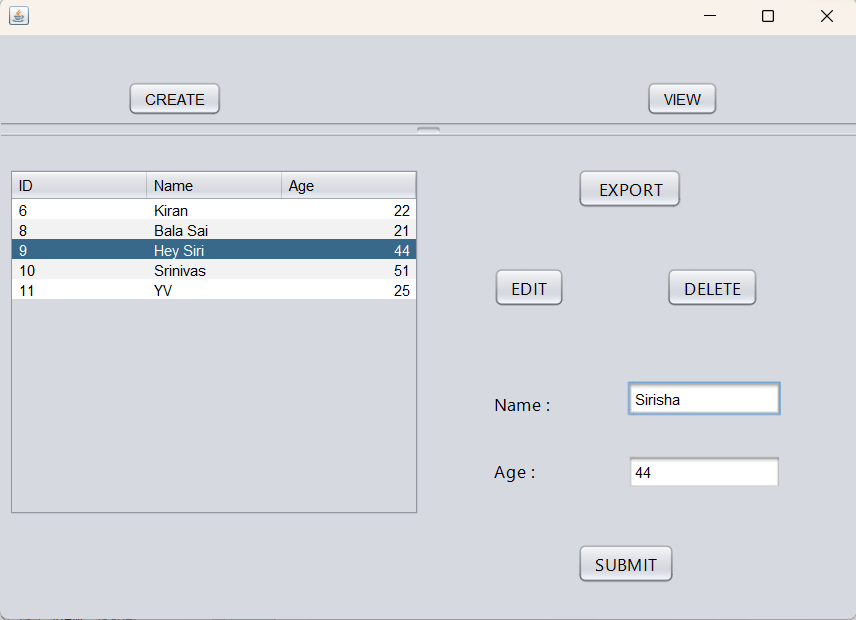 CREATE VIEW
ID Name Age
6 Kiran 22
8 Bala Sai 21
9 Hey Siri 44
10 Srinivas 51
11 YV 25
EXPORT
EDIT DELETE
Name : Sirisha
Age : 44
SUBMIT